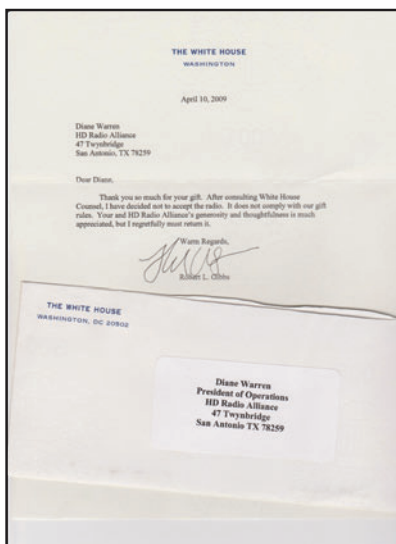 THE WHITE HOUSE
WASHINGTON
April 10, 2009
Diane Warren
HD Radio Alliance
47 Twynbridge
San Antonio, TX 78259
Dear Diane,
Thank you so much for your gift. After consulting White House
Counsel, I have decided not to accept the radio. It does not comply with our gift
rules. Your and HD Radio Alliance's generosity and thoughtfulness is much
appreciated, but I regretfully must return it.
Warm Regards,
Robert L. Gibbs
THE WHITE HOUSE
WASHINGTON, DC 20502
Diane Warren
President of Operations
HD Radio Alliance
47 Twynbridge
San Antonio TX 78259